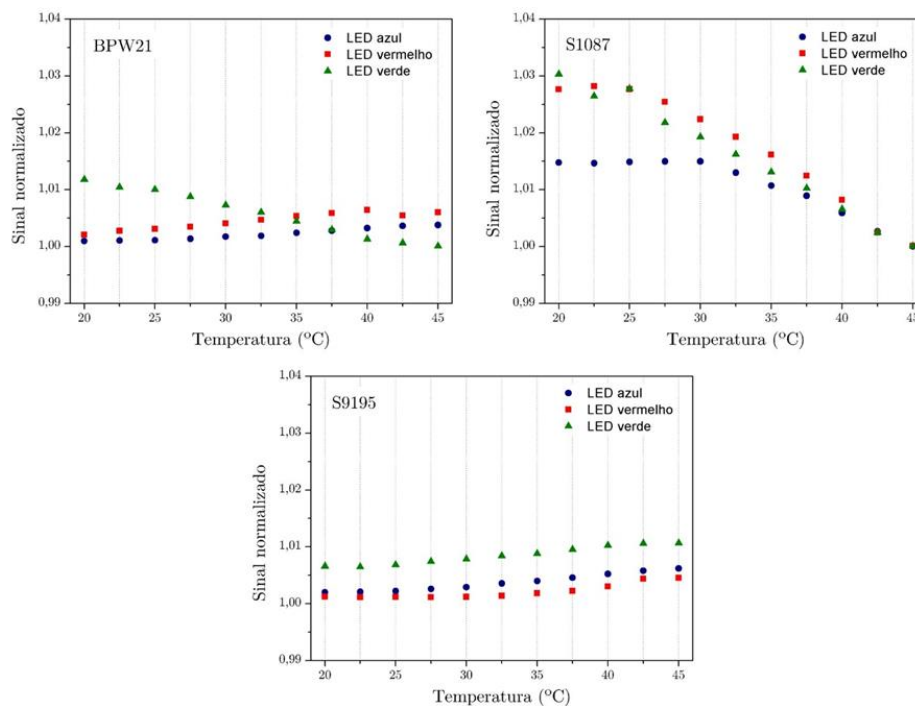 BPW21
LED azul
LED vermelho
LED verde
Sinal normalizado
1,04
1,03
1,02
1,01
1,00
0,99
20 25 30 35 40 45
Temperatura (ºC)
S1087
LED azul
LED vermelho
LED verde
Sinal normalizado
1,04
1,03
1,02
1,01
1,00
0,99
20 25 30 35 40 45
Temperatura (ºC)
S9195
LED azul
LED vermelho
LED verde
Sinal normalizado
1,04
1,03
1,02
1,01
1,00
0,99
20 25 30 35 40 45
Temperatura (ºC)